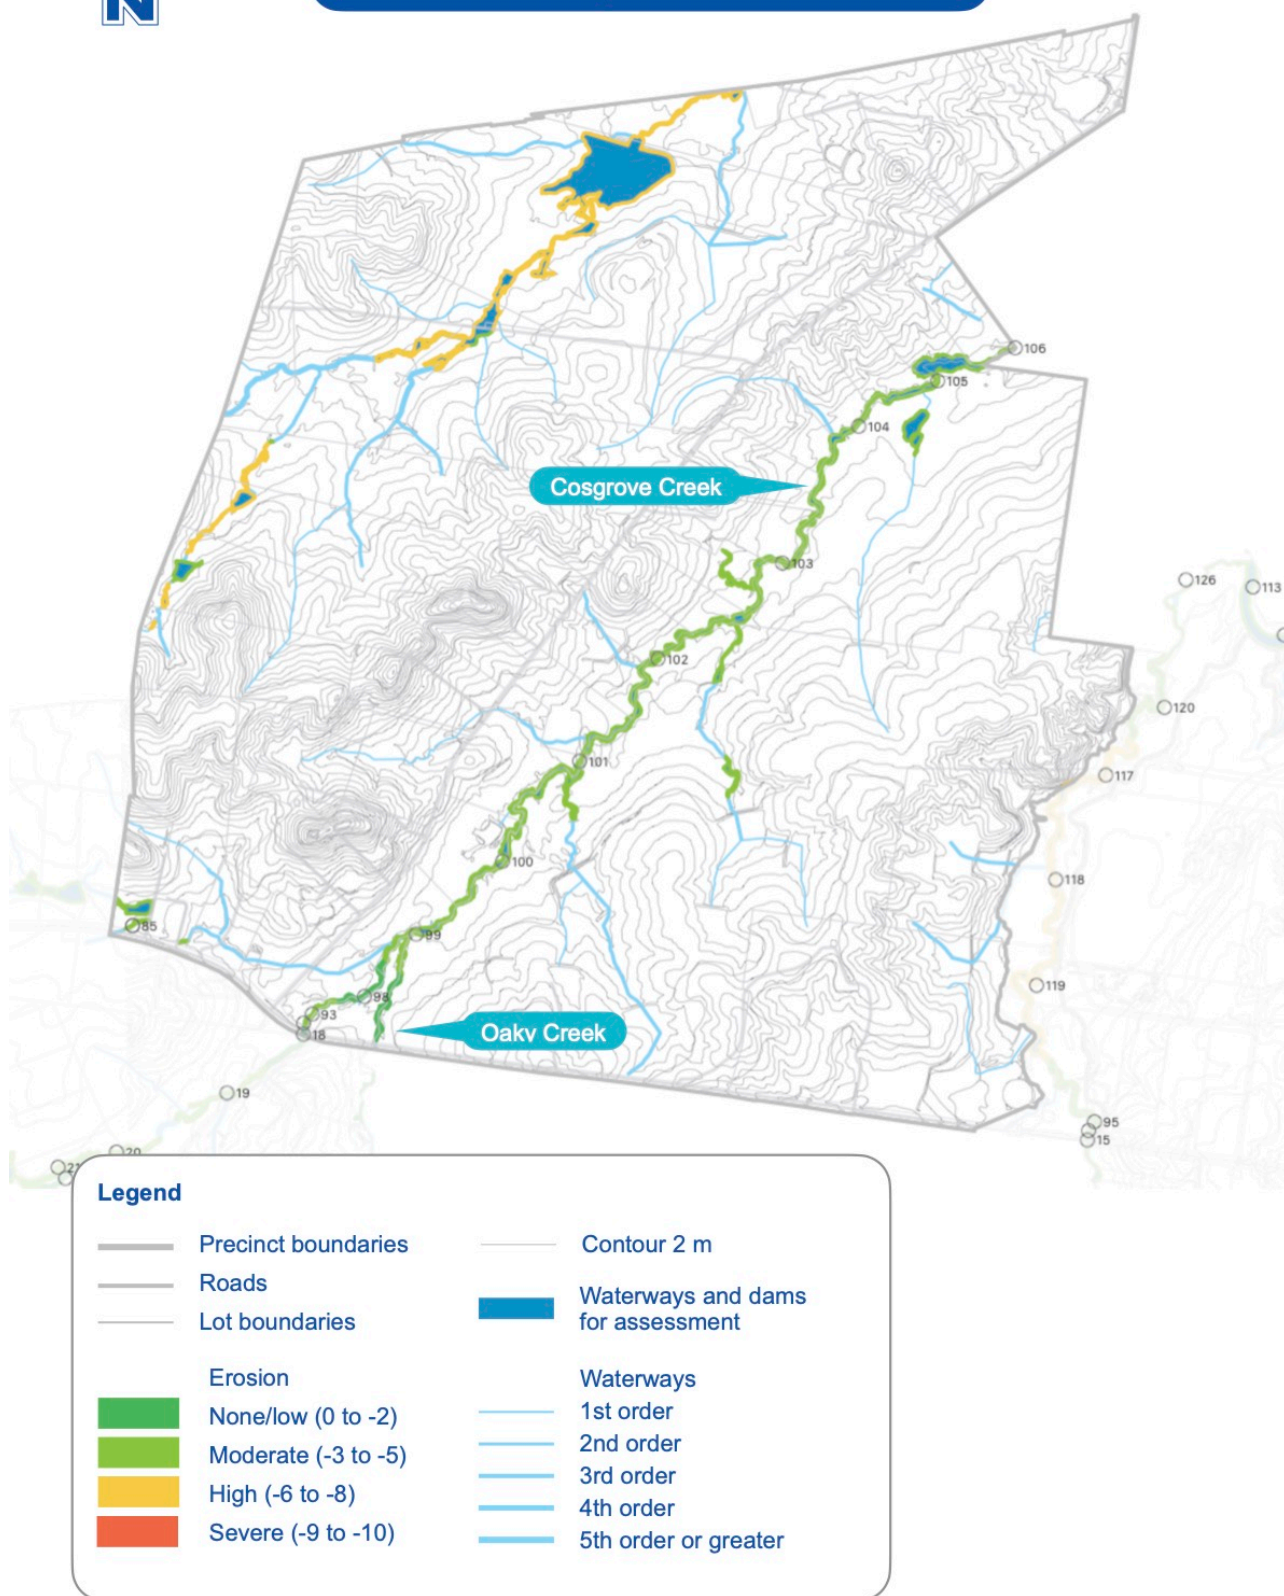 N
106
105
104
Cosgrove Creek
103
126
113
102
120
101
117
100
118
85
99
98
119
93
Oakv Creek
18
19
95
15
20
21
Legend
Precinct boundaries
Roads
Lot boundaries
Contour 2 m
Waterways and dams
for assessment
Erosion
None/low (0 to -2)
Moderate (-3 to -5)
High (-6 to -8)
Severe (-9 to -10)
Waterways
1st order
2nd order
3rd order
4th order
5th order or greater